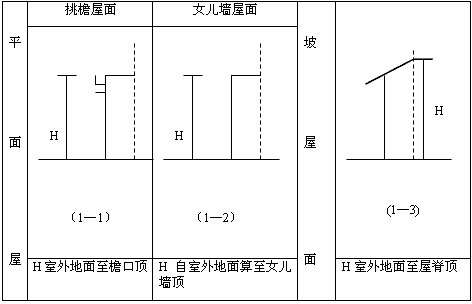 平
面
屋
挑檐屋面
H
（1—1）
H 室外地面至檐口顶
女儿墙屋面
H
（1—2）
H 自室外地面算至女儿
墙顶
坡
屋
面
H
(1—3)
H 室外地面至屋脊顶